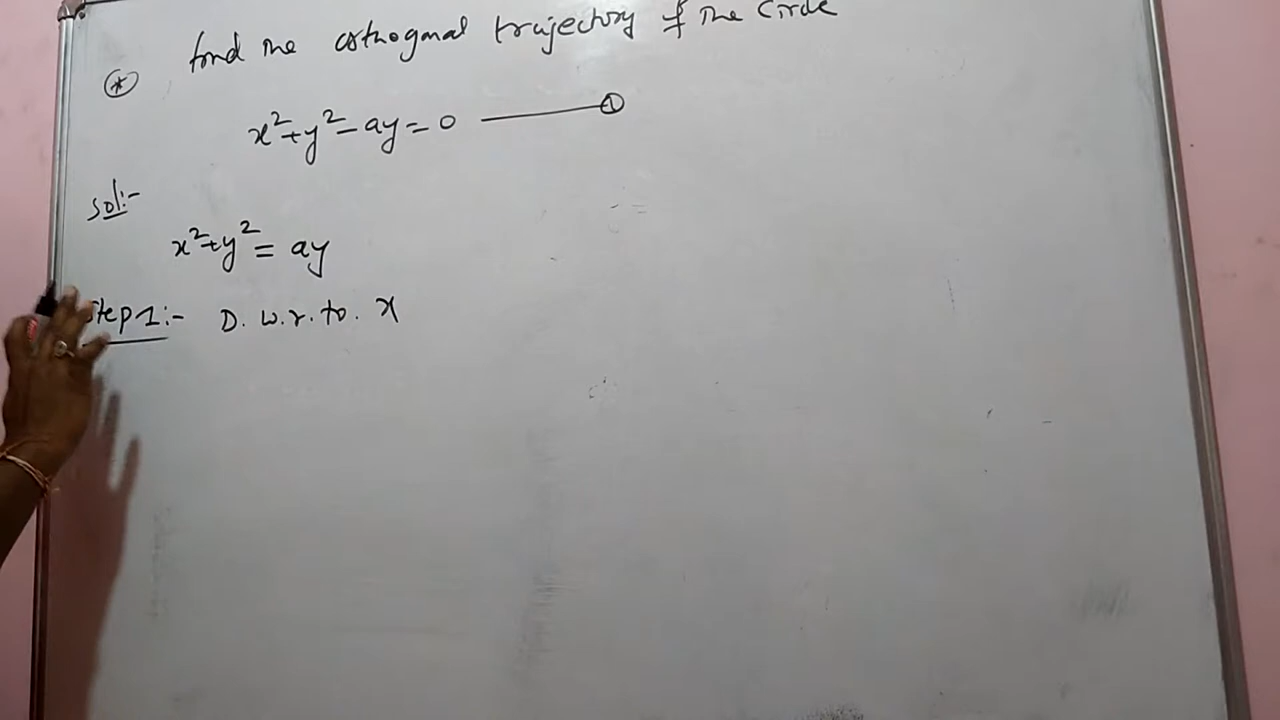 find the orthogonal trajectory of the Circle
* x²+y²-ay=0 ——— 1
Sol:-
x²+y² = ay
Step 1:- D. w.r.to. x